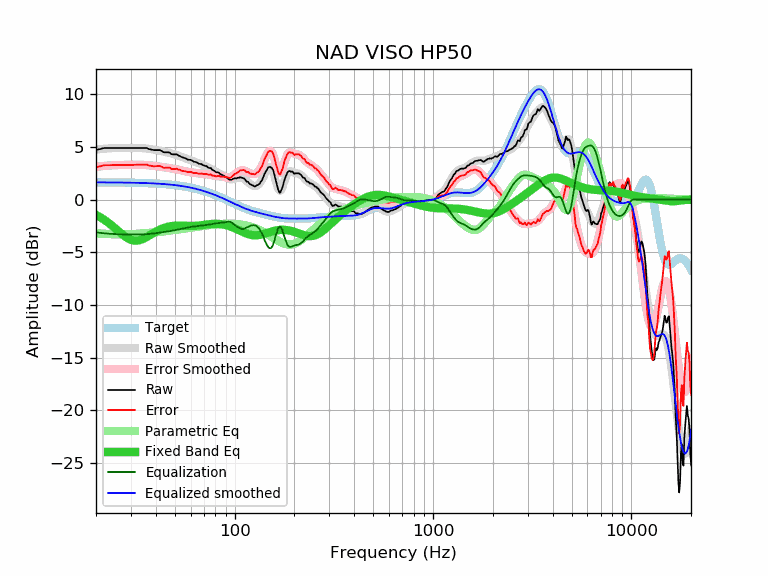 NAD VISO HP50
Amplitude (dBr)
10
5
0
−5
−10
−15
−20
−25
Target
Raw Smoothed
Error Smoothed
Raw
Error
Parametric Eq
Fixed Band Eq
Equalization
Equalized smoothed
100
1000
10000
Frequency (Hz)